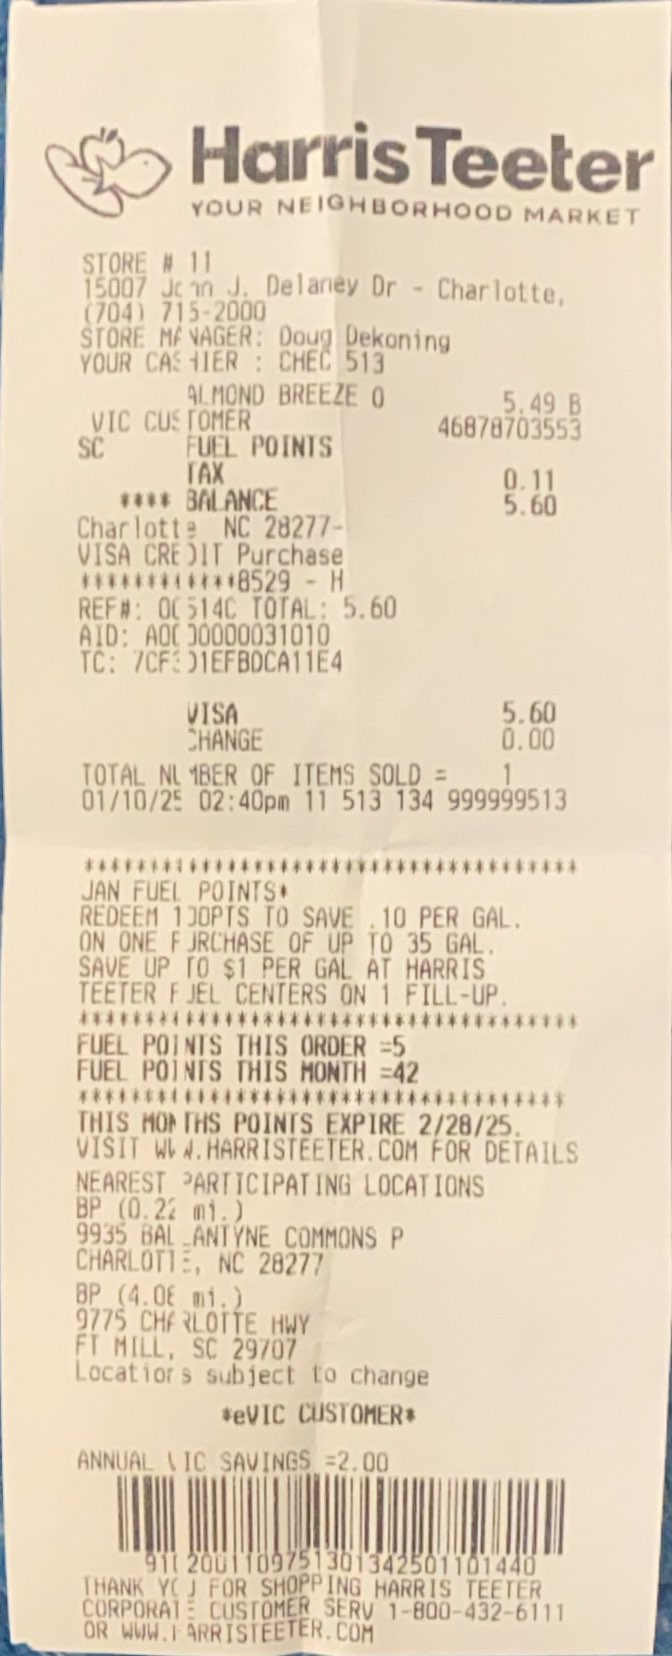 Harris Teeter
YOUR NEIGHBORHOOD MARKET
STORE # 11
15007 John J. Delaney Dr - Charlotte,
(704) 715-2000
STORE MANAGER: Doug Dekoning
YOUR CASHIER : CHEC 513
ALMOND BREEZE O 5.49 B
VIC CUSTOMER 46878703553
SC FUEL POINTS
TAX 0.11
**** BALANCE 5.60
Charlotte NC 28277-
VISA CREDIT Purchase
************8529 - H
REF#: 00514C TOTAL: 5.60
AID: A0000000031010
TC: 
VISA 5.60
CHANGE 0.00
TOTAL NUMBER OF ITEMS SOLD = 1
01/10/25 02:40pm 11 513 134 999999513
**************************************
JAN FUEL POINTS*
REDEEM 100PTS TO SAVE .10 PER GAL.
ON ONE PURCHASE OF UP TO 35 GAL.
SAVE UP TO $1 PER GAL AT HARRIS
TEETER FUEL CENTERS ON 1 FILL-UP.
**************************************
FUEL POINTS THIS ORDER =5
FUEL POINTS THIS MONTH =42
**************************************
THIS MONTHS POINTS EXPIRE 2/28/25.
VISIT WWW.HARRISTEETER.COM FOR DETAILS
NEAREST PARTICIPATING LOCATIONS
BP (0.22 mi.)
9935 BALLANTYNE COMMONS P
CHARLOTTE, NC 28277
BP (4.06 mi.)
9775 CHARLOTTE HWY
FT MILL, SC 29707
Locations subject to change
*eVIC CUSTOMER*
ANNUAL VIC SAVINGS =2.00
THANK YOU FOR SHOPPING HARRIS TEETER
CORPORATE CUSTOMER SERV 1-800-432-6111
OR WWW.HARRISTEETER.COM